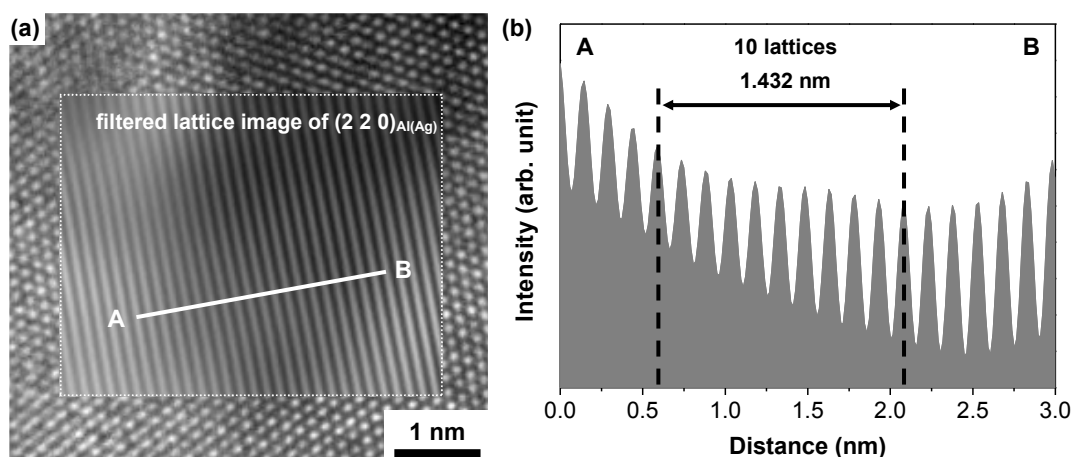 (a)
filtered lattice image of (2 2 0)Al(Ag)
A
B
1 nm
(b)
A
B
10 lattices
1.432 nm
Intensity (arb. unit)
0.0 0.5 1.0 1.5 2.0 2.5 3.0
Distance (nm)